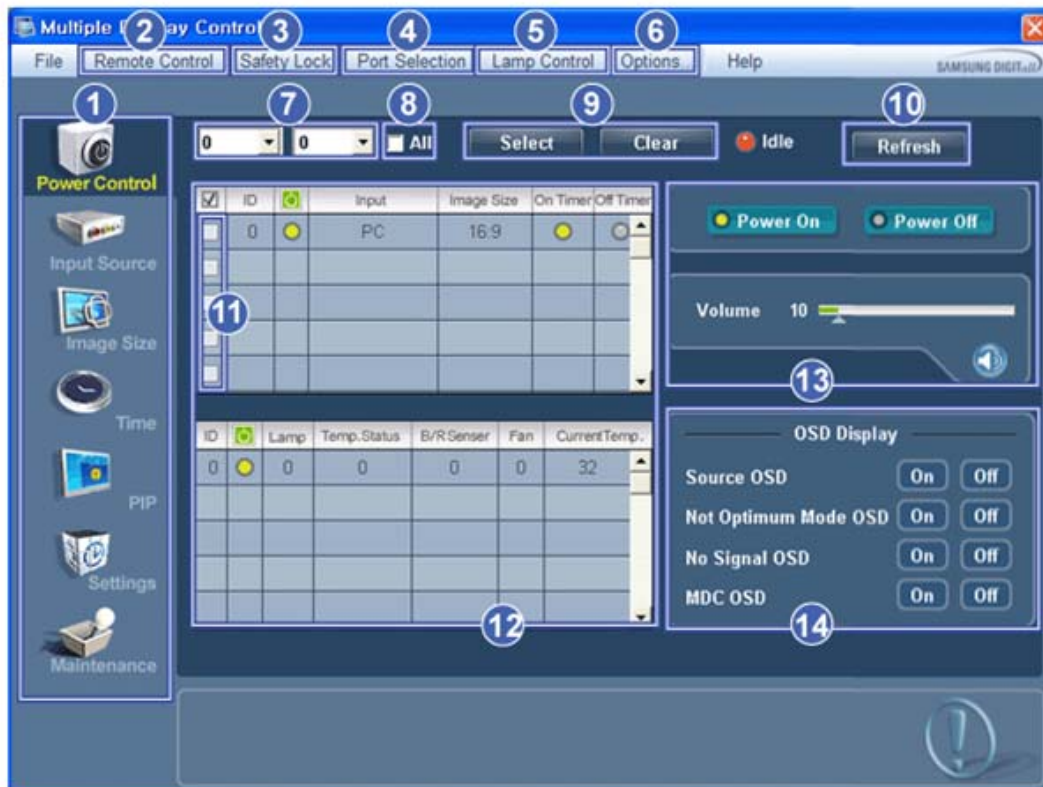 Multiple ay Control
2 3 4 5 6
File Remote Control Safety Lock Port Selection Lamp Control Options Help SAMSUNG DIGITall
1 7 8 9 10
0 0 All Select Clear Idle Refresh
Power Control
Input Source
Image Size
Time
PIP
Settings
Maintenance
ID Input Image Size On Timer Off Timer
0 PC 16:9
11
ID Lamp Temp.Status B/R Senser Fan CurrentTemp.
0 0 0 0 0 32
12
Power On Power Off
Volume 10
13
OSD Display
Source OSD On Off
Not Optimum Mode OSD On Off
No Signal OSD On Off
MDC OSD On Off
14